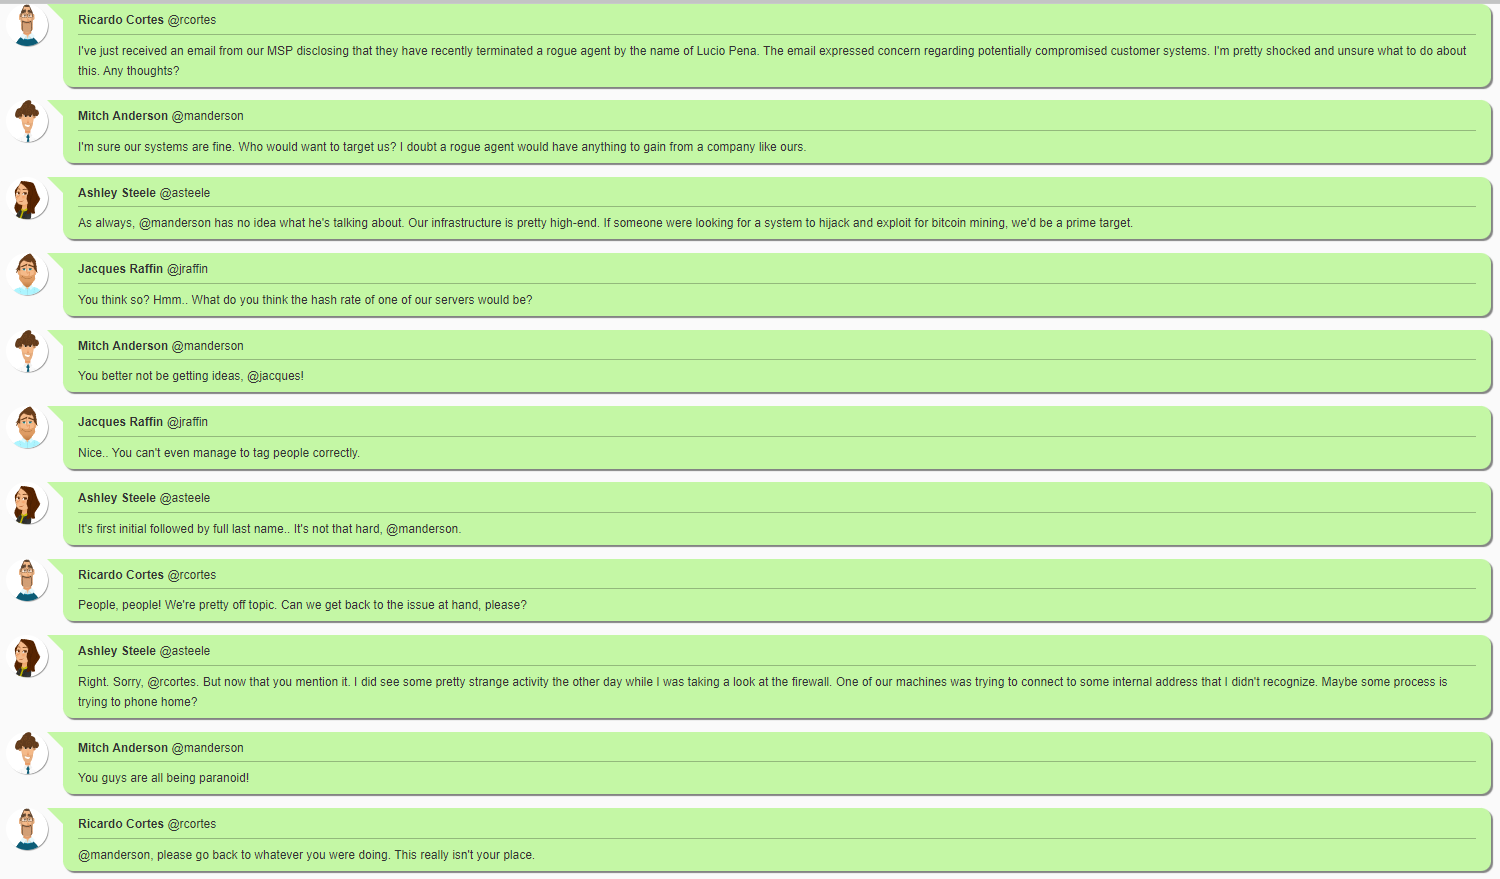 Ricardo Cortes @rcortes
I've just received an email from our MSP disclosing that they have recently terminated a rogue agent by the name of Lucio Pena. The email expressed concern regarding potentially compromised customer systems. I'm pretty shocked and unsure what to do about
this. Any thoughts?
Mitch Anderson @manderson
I'm sure our systems are fine. Who would want to target us? I doubt a rogue agent would have anything to gain from a company like ours.
Ashley Steele @asteele
As always, @manderson has no idea what he's talking about. Our infrastructure is pretty high-end. If someone were looking for a system to hijack and exploit for bitcoin mining, we'd be a prime target.
Jacques Raffin @jraffin
You think so? Hmm.. What do you think the hash rate of one of our servers would be?
Mitch Anderson @manderson
You better not be getting ideas, @jacques!
Jacques Raffin @jraffin
Nice.. You can't even manage to tag people correctly.
Ashley Steele @asteele
It's first initial followed by full last name.. It's not that hard, @manderson.
Ricardo Cortes @rcortes
People, people! We're pretty off topic. Can we get back to the issue at hand, please?
Ashley Steele @asteele
Right. Sorry, @rcortes. But now that you mention it. I did see some pretty strange activity the other day while I was taking a look at the firewall. One of our machines was trying to connect to some internal address that I didn't recognize. Maybe some process is
trying to phone home?
Mitch Anderson @manderson
You guys are all being paranoid!
Ricardo Cortes @rcortes
@manderson, please go back to whatever you were doing. This really isn't your place.